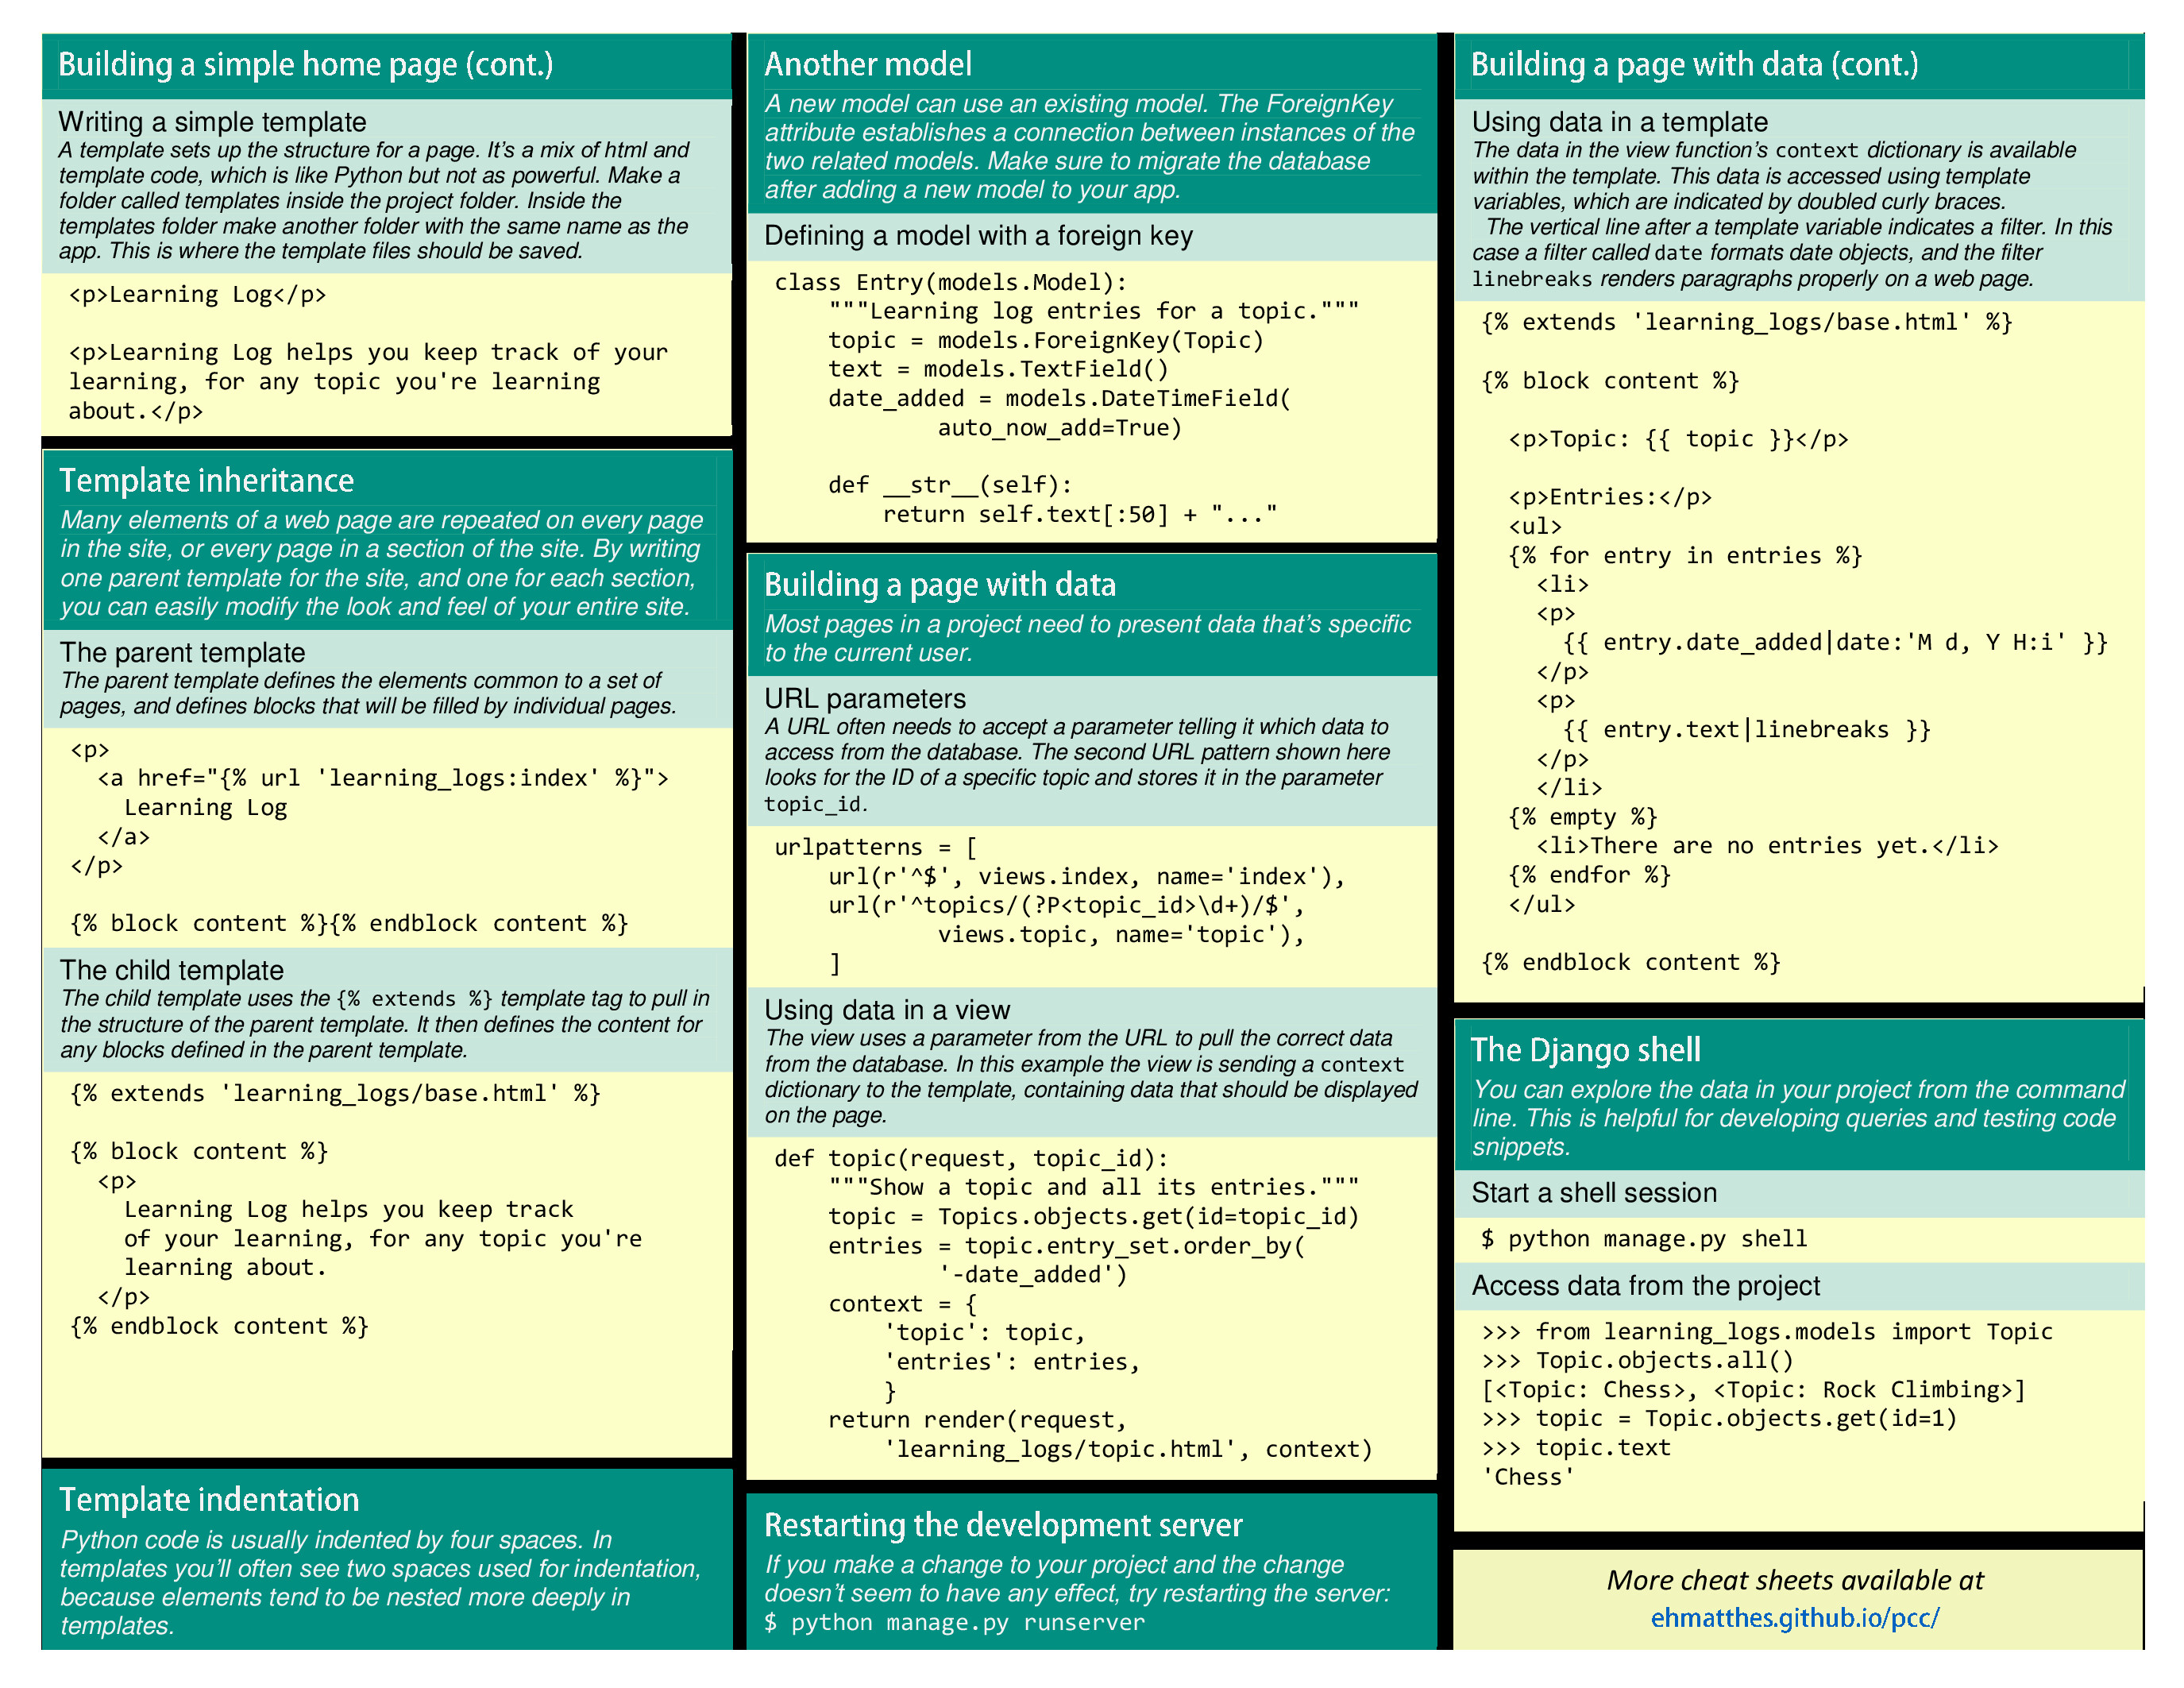 Building a simple home page (cont.)
Writing a simple template
A template sets up the structure for a page. It’s a mix of html and
template code, which is like Python but not as powerful. Make a
folder called templates inside the project folder. Inside the
templates folder make another folder with the same name as the
app. This is where the template files should be saved.
<p>Learning Log</p>

<p>Learning Log helps you keep track of your
learning, for any topic you're learning
about.</p>
Template inheritance
Many elements of a web page are repeated on every page
in the site, or every page in a section of the site. By writing
one parent template for the site, and one for each section,
you can easily modify the look and feel of your entire site.
The parent template
The parent template defines the elements common to a set of
pages, and defines blocks that will be filled by individual pages.
<p>
  <a href="{% url 'learning_logs:index' %}">
    Learning Log
  </a>
</p>

{% block content %}{% endblock content %}
The child template
The child template uses the {% extends %} template tag to pull in
the structure of the parent template. It then defines the content for
any blocks defined in the parent template.
{% extends 'learning_logs/base.html' %}

{% block content %}
  <p>
    Learning Log helps you keep track
    of your learning, for any topic you're
    learning about.
  </p>
{% endblock content %}
Template indentation
Python code is usually indented by four spaces. In
templates you’ll often see two spaces used for indentation,
because elements tend to be nested more deeply in
templates.
Another model
A new model can use an existing model. The ForeignKey
attribute establishes a connection between instances of the
two related models. Make sure to migrate the database
after adding a new model to your app.
Defining a model with a foreign key
class Entry(models.Model):
    """Learning log entries for a topic."""
    topic = models.ForeignKey(Topic)
    text = models.TextField()
    date_added = models.DateTimeField(
            auto_now_add=True)

    def __str__(self):
        return self.text[:50] + "..."
Building a page with data
Most pages in a project need to present data that’s specific
to the current user.
URL parameters
A URL often needs to accept a parameter telling it which data to
access from the database. The second URL pattern shown here
looks for the ID of a specific topic and stores it in the parameter
topic_id.
urlpatterns = [
    url(r'^$', views.index, name='index'),
    url(r'^topics/(?P<topic_id>\d+)/$',
            views.topic, name='topic'),
    ]
Using data in a view
The view uses a parameter from the URL to pull the correct data
from the database. In this example the view is sending a context
dictionary to the template, containing data that should be displayed
on the page.
def topic(request, topic_id):
    """Show a topic and all its entries."""
    topic = Topics.objects.get(id=topic_id)
    entries = topic.entry_set.order_by(
            '-date_added')
    context = {
        'topic': topic,
        'entries': entries,
        }
    return render(request,
        'learning_logs/topic.html', context)
Restarting the development server
If you make a change to your project and the change
doesn’t seem to have any effect, try restarting the server:
$ python manage.py runserver
Building a page with data (cont.)
Using data in a template
The data in the view function’s context dictionary is available
within the template. This data is accessed using template
variables, which are indicated by doubled curly braces.
  The vertical line after a template variable indicates a filter. In this
case a filter called date formats date objects, and the filter
linebreaks renders paragraphs properly on a web page.
{% extends 'learning_logs/base.html' %}

{% block content %}

  <p>Topic: {{ topic }}</p>

  <p>Entries:</p>
  <ul>
  {% for entry in entries %}
    <li>
    <p>
      {{ entry.date_added|date:'M d, Y H:i' }}
    </p>
    <p>
      {{ entry.text|linebreaks }}
    </p>
    </li>
  {% empty %}
    <li>There are no entries yet.</li>
  {% endfor %}
  </ul>

{% endblock content %}
The Django shell
You can explore the data in your project from the command
line. This is helpful for developing queries and testing code
snippets.
Start a shell session
$ python manage.py shell
Access data from the project
>>> from learning_logs.models import Topic
>>> Topic.objects.all()
[<Topic: Chess>, <Topic: Rock Climbing>]
>>> topic = Topic.objects.get(id=1)
>>> topic.text
'Chess'
More cheat sheets available at
ehmatthes.github.io/pcc/